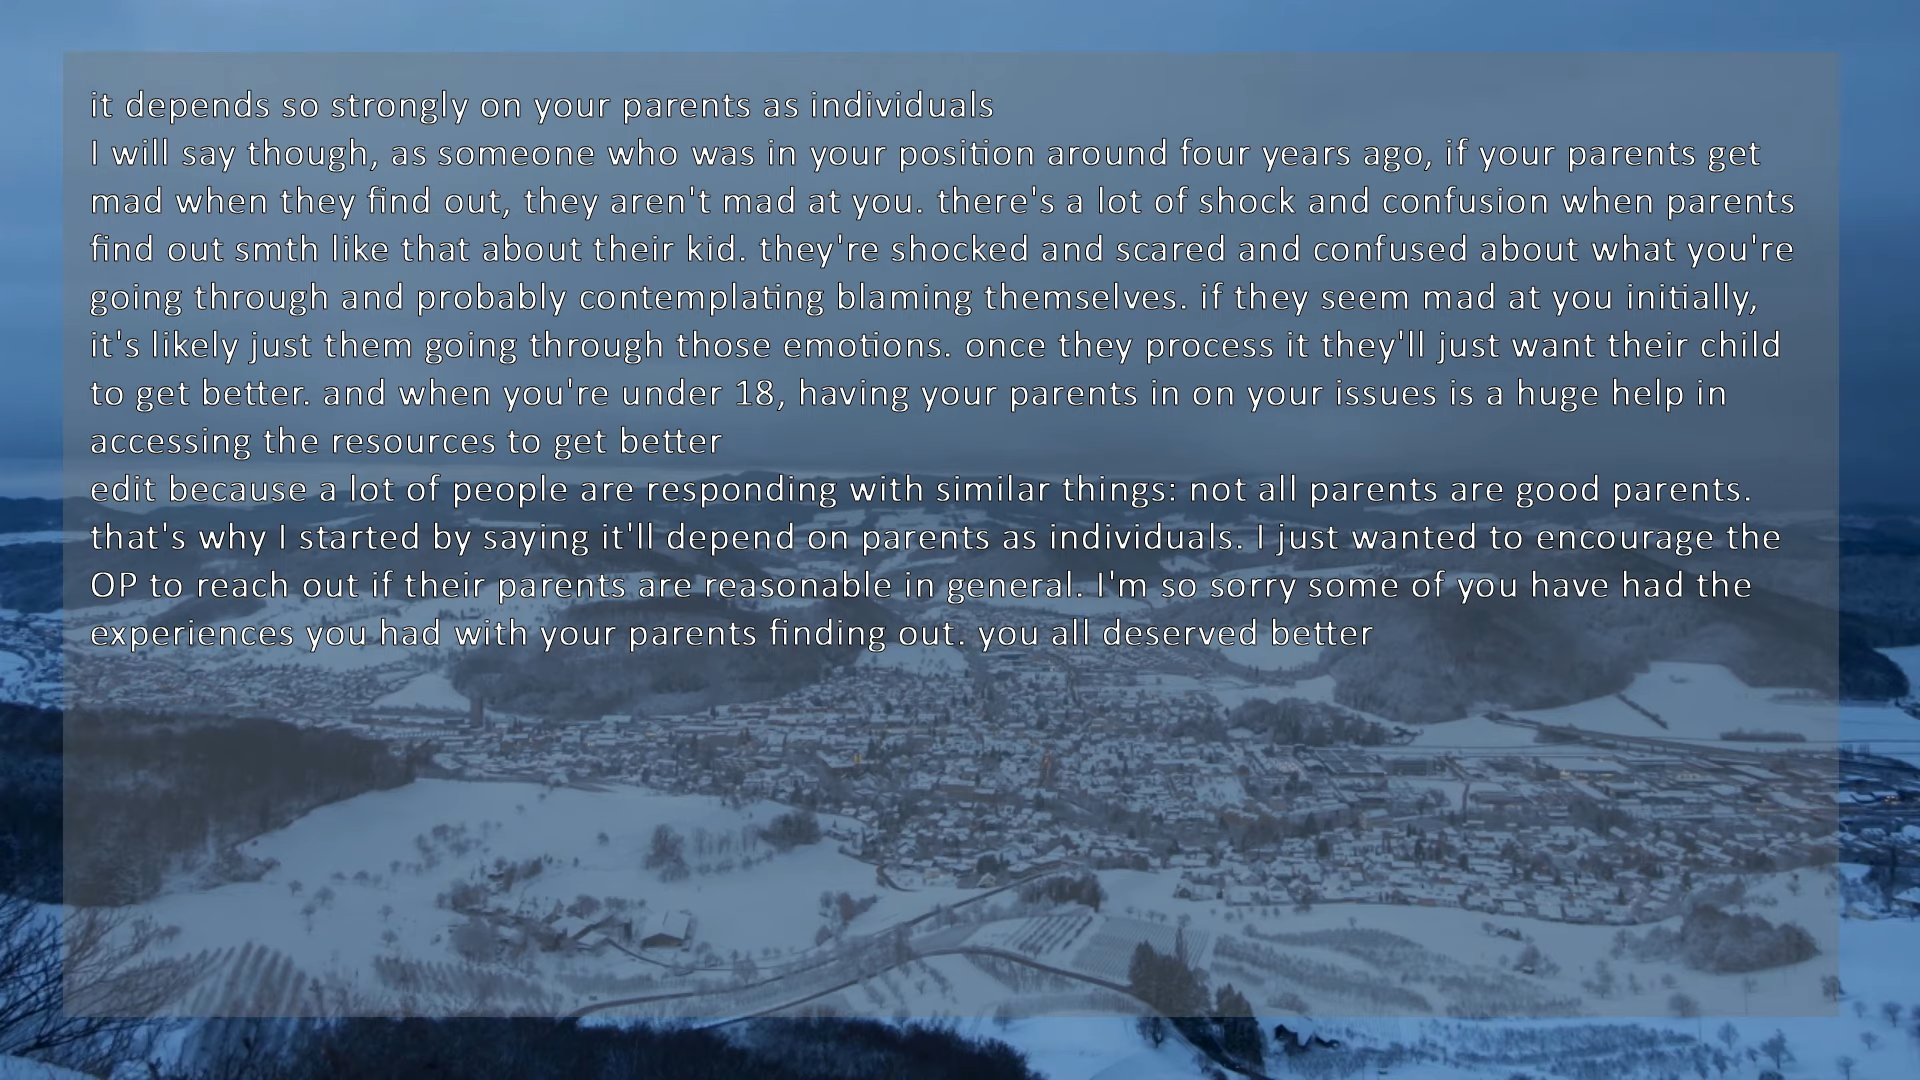 it depends so strongly on your parents as individuals
I will say though, as someone who was in your position around four years ago, if your parents get
mad when they find out, they aren't mad at you. there's a lot of shock and confusion when parents
find out smth like that about their kid. they're shocked and scared and confused about what you're
going through and probably contemplating blaming themselves. if they seem mad at you initially,
it's likely just them going through those emotions. once they process it they'll just want their child
to get better. and when you're under 18, having your parents in on your issues is a huge help in
accessing the resources to get better
edit because a lot of people are responding with similar things: not all parents are good parents.
that's why I started by saying it'll depend on parents as individuals. I just wanted to encourage the
OP to reach out if their parents are reasonable in general. I'm so sorry some of you have had the
experiences you had with your parents finding out. you all deserved better